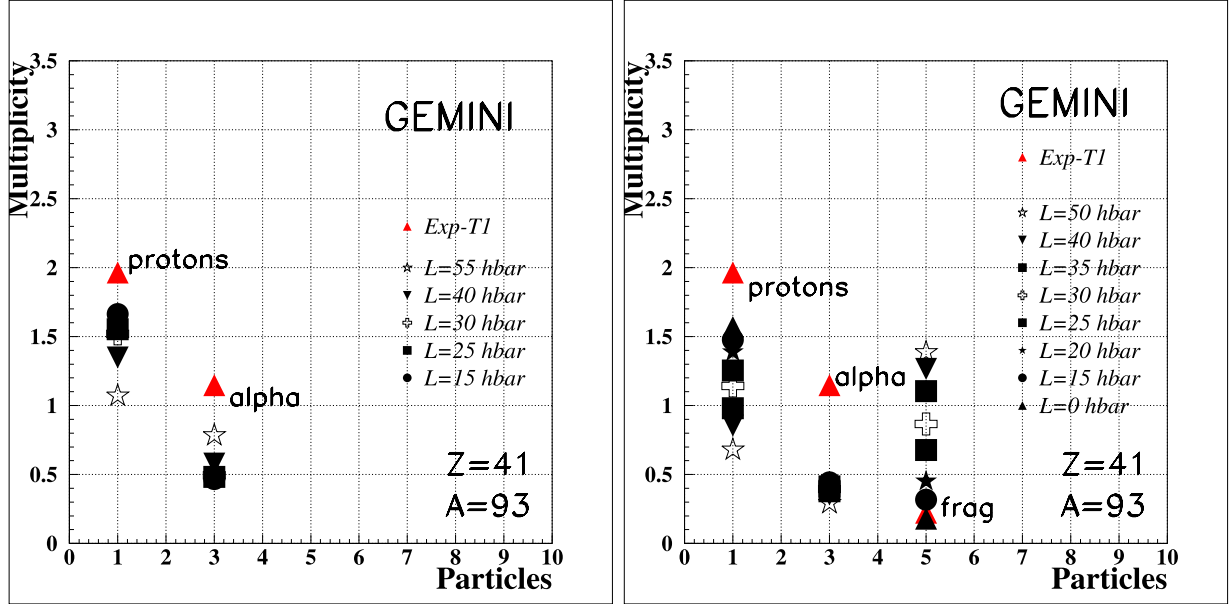 Multiplicity
3.5
3
2.5
2
1.5
1
0.5
0
GEMINI
Exp-T1
L=55 hbar
L=40 hbar
L=30 hbar
L=25 hbar
L=15 hbar
protons
alpha
Z=41
A=93
0 1 2 3 4 5 6 7 8 9 10
Particles
Multiplicity
3.5
3
2.5
2
1.5
1
0.5
0
GEMINI
Exp-T1
L=50 hbar
L=40 hbar
L=35 hbar
L=30 hbar
L=25 hbar
L=20 hbar
L=15 hbar
L=0 hbar
protons
alpha
frag
Z=41
A=93
0 1 2 3 4 5 6 7 8 9 10
Particles